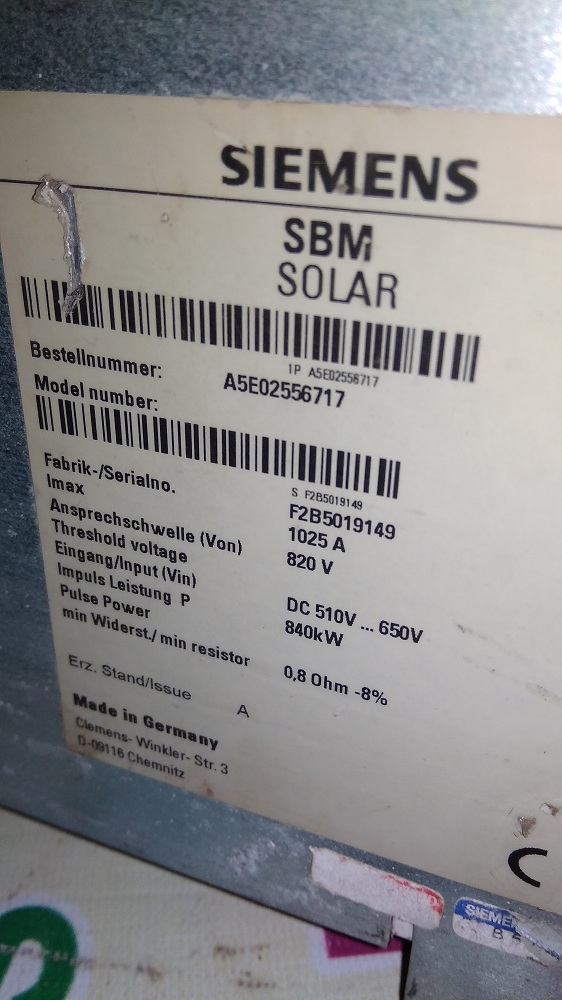 SIEMENS
SBM
SOLAR
1P A5E02556717
Bestellnummer:
A5E02556717
Model number:
S F2B5019149
Fabrik-/Serialno. F2B5019149
Imax 1025 A
Ansprechschwelle (Von) 820 V
Threshold voltage
Eingang/Input (Vin) DC 510V ... 650V
Impuls Leistung P 840kW
Pulse Power
min Widerst./ min resistor 0,8 Ohm -8%
Erz. Stand/Issue A
Made in Germany
Clemens- Winkler- Str. 3
D-09116 Chemnitz